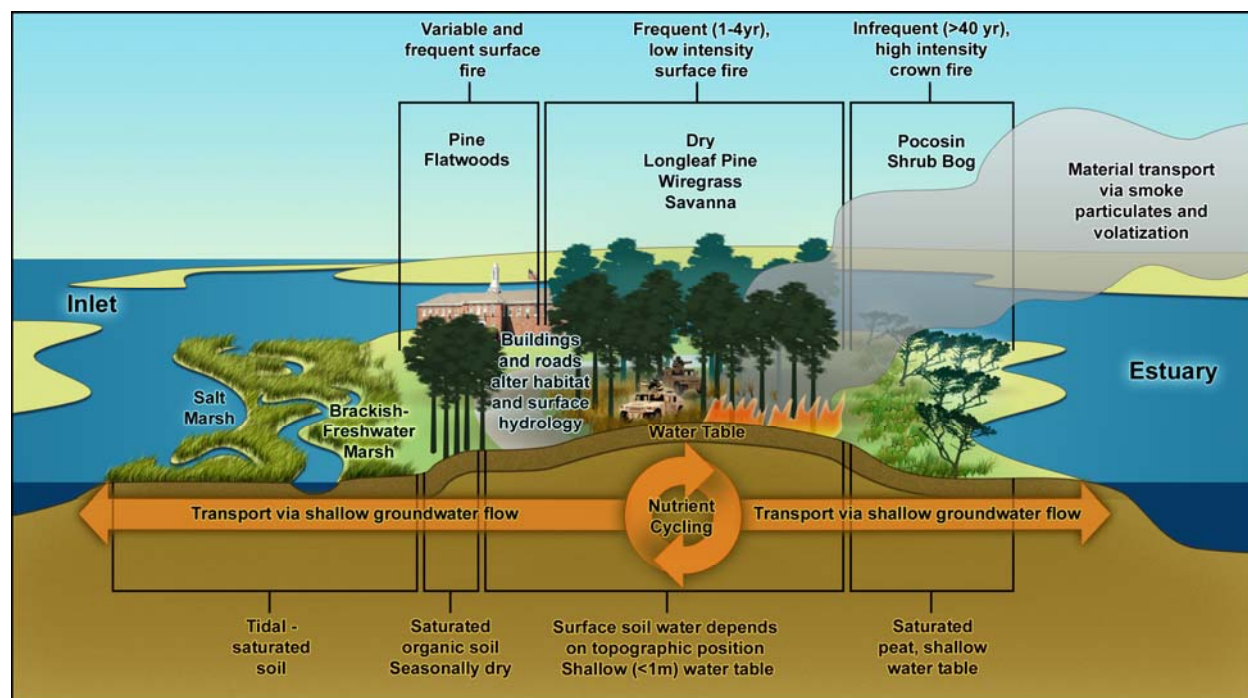 Variable and
frequent surface
fire
Frequent (1-4yr),
low intensity
surface fire
Infrequent (>40 yr),
high intensity
crown fire
Pine
Flatwoods
Dry
Longleaf Pine
Wiregrass
Savanna
Pocosin
Shrub Bog
Material transport
via smoke
particulates and
volatization
Inlet
Buildings
and roads
alter habitat
and surface
hydrology
Estuary
Salt
Marsh
Brackish-
Freshwater
Marsh
Water Table
Transport via shallow groundwater flow
Nutrient
Cycling
Transport via shallow groundwater flow
Tidal -
saturated
soil
Saturated
organic soil
Seasonally dry
Surface soil water depends
on topographic position
Shallow (<1m) water table
Saturated
peat, shallow
water table